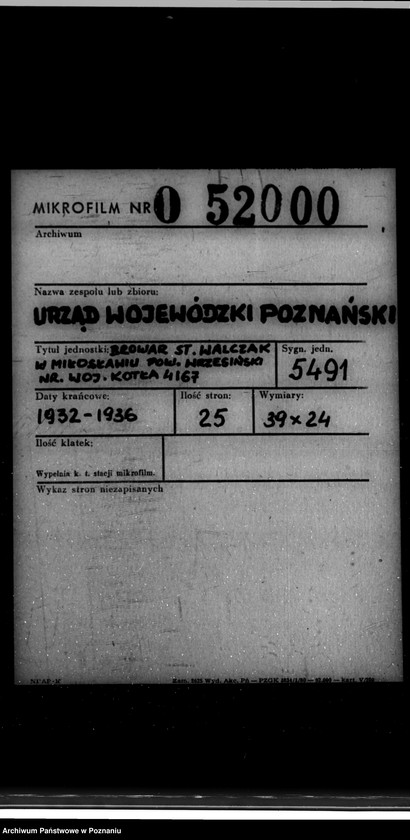 MIKROFILM NR 0 52000
Archiwum
Nazwa zespołu lub zbioru:
URZĄD WOJEWÓDZKI POZNAŃSKI
Tytuł jednostki: BROWAR ST. WALCZAK
W MIŁOSŁAWIU POW. WRZESIŃSKI
NR. WOJ. KOTŁA 4167
Sygn. jedn.
5491
Daty krańcowe:
1932-1936
Ilość stron:
25
Wymiary:
39x24
Ilość klatek:
Wypełnia k. t. stacji mikrofilm.
Wykaz stron niezapisanych
Archiwum Państwowe w Poznaniu